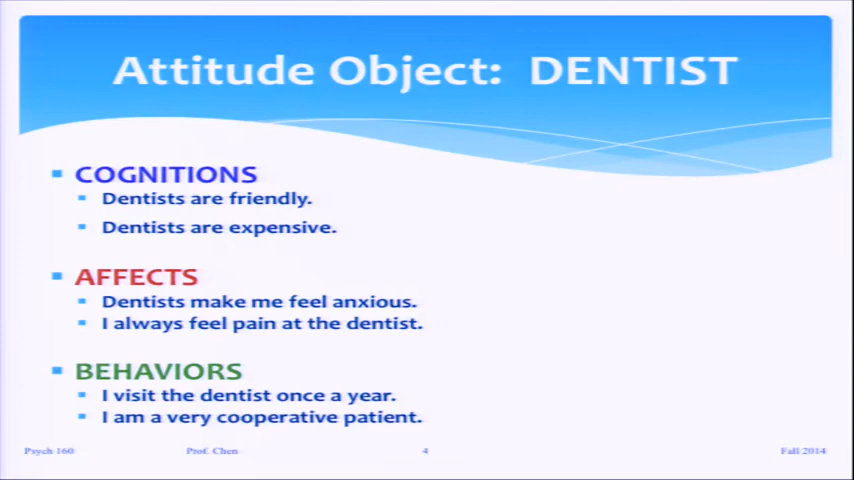 Attitude Object: DENTIST
COGNITIONS
Dentists are friendly.
Dentists are expensive.
AFFECTS
Dentists make me feel anxious.
I always feel pain at the dentist.
BEHAVIORS
I visit the dentist once a year.
I am a very cooperative patient.
Psych 160 Prof. Chen 4 Fall 2014